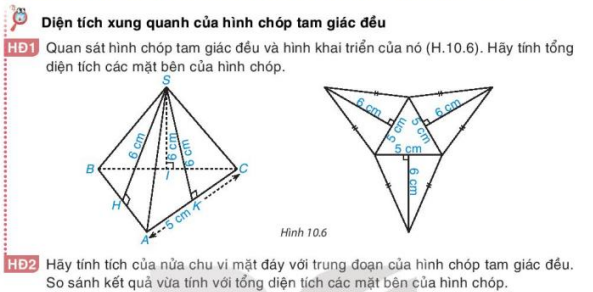 Diện tích xung quanh của hình chóp tam giác đều
HĐ1 Quan sát hình chóp tam giác đều và hình khai triển của nó (H.10.6). Hãy tính tổng
diện tích các mặt bên của hình chóp.
S
6 cm
6 cm
6 cm
B
I
C
H
K
5 cm
A
6 cm
6 cm
5 cm
5 cm
5 cm
6 cm
Hình 10.6
HĐ2 Hãy tính tích của nửa chu vi mặt đáy với trung đoạn của hình chóp tam giác đều.
So sánh kết quả vừa tính với tổng diện tích các mặt bên của hình chóp.